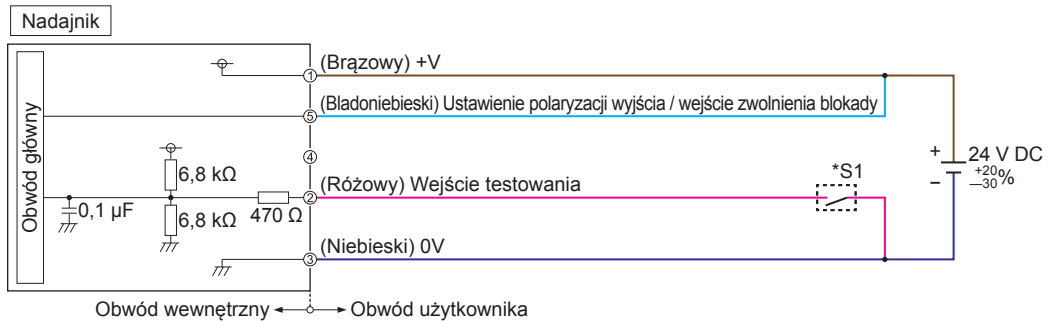 Nadajnik
Obwód główny
① (Brązowy) +V
⑤ (Bladoniebieski) Ustawienie polaryzacji wyjścia / wejście zwolnienia blokady
④
6,8 kΩ
0,1 µF
6,8 kΩ
470 Ω
② (Różowy) Wejście testowania
*S1
+
−
24 V DC
+20
—30 %
③ (Niebieski) 0V
Obwód wewnętrzny
Obwód użytkownika